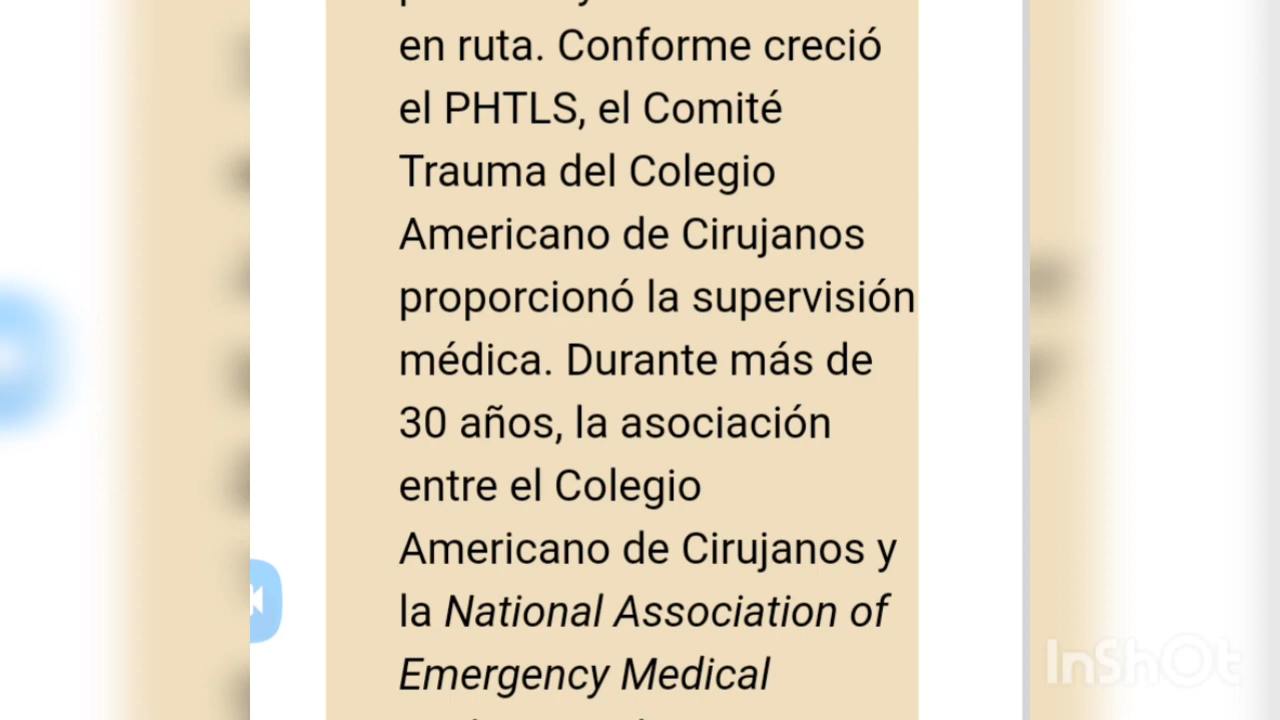 en ruta. Conforme creció
el PHTLS, el Comité
Trauma del Colegio
Americano de Cirujanos
proporcionó la supervisión
médica. Durante más de
30 años, la asociación
entre el Colegio
Americano de Cirujanos y
la National Association of
Emergency Medical
InShOt